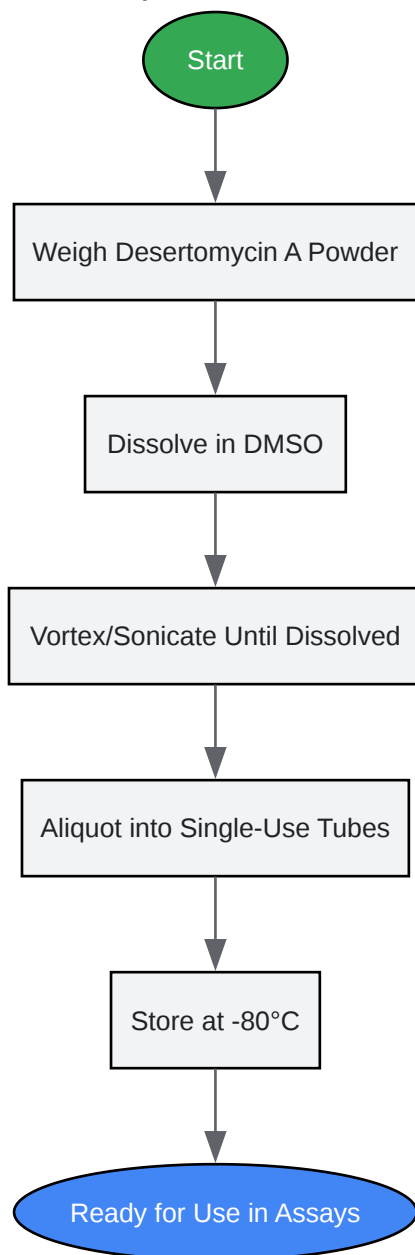 Start
Weigh Desertomycin A Powder
Dissolve in DMSO
Vortex/Sonicate Until Dissolved
Aliquot into Single-Use Tubes
Store at -80°C
Ready for Use in Assays